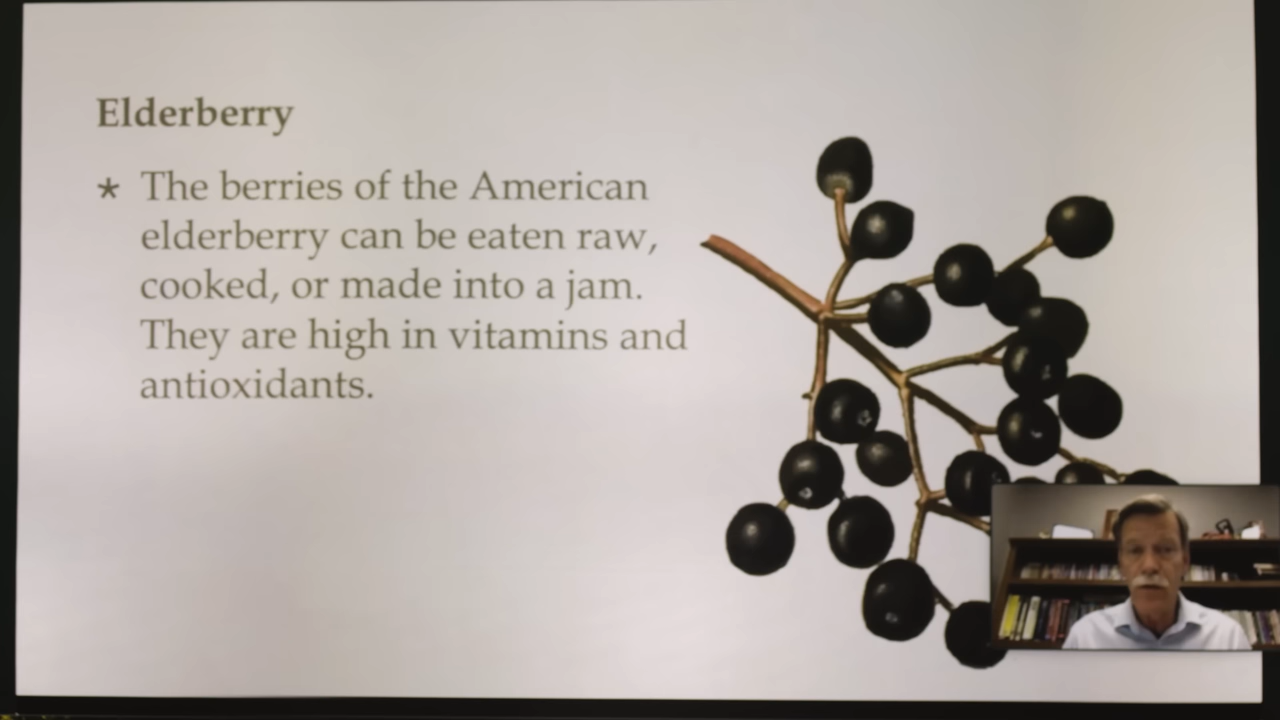 Elderberry
* The berries of the American
elderberry can be eaten raw,
cooked, or made into a jam.
They are high in vitamins and
antioxidants.